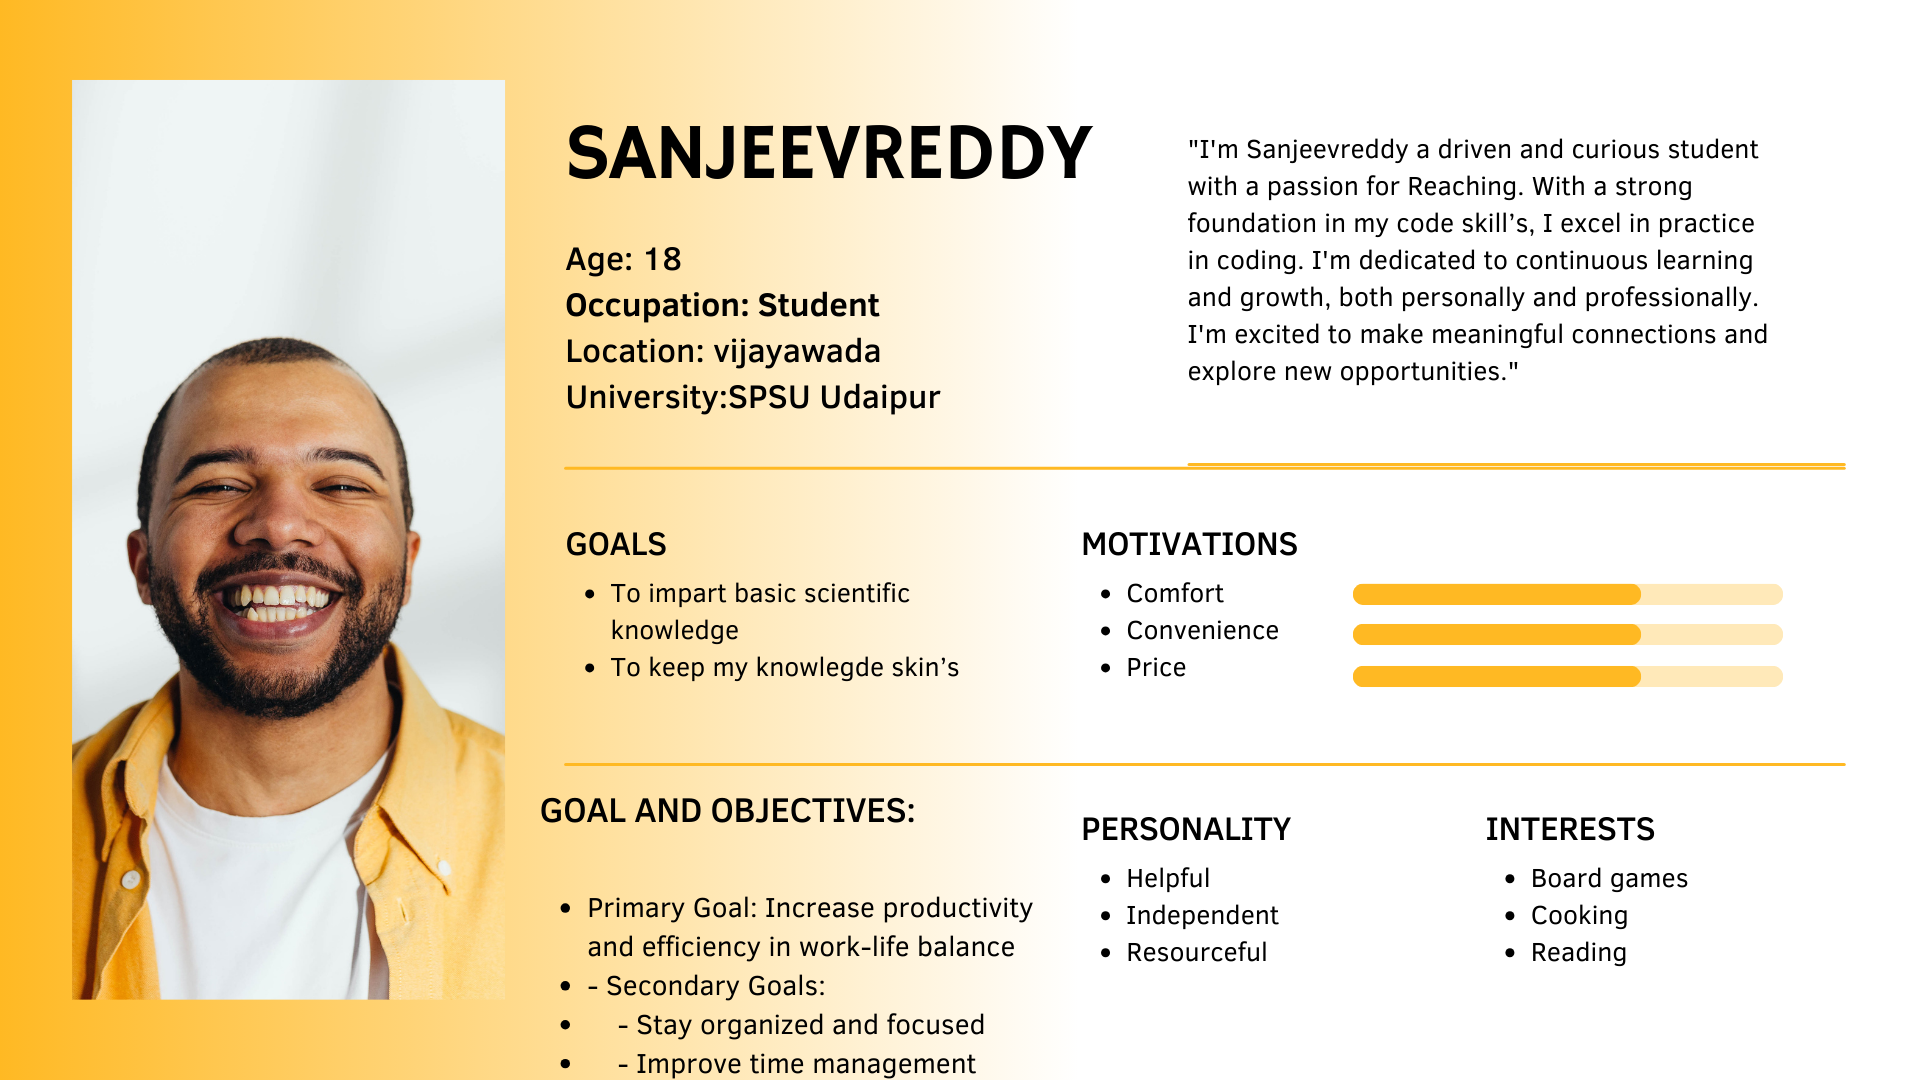 SANJEEVREDDY
Age: 18
Occupation: Student
Location: vijayawada
University:SPSU Udaipur
"I'm Sanjeevreddy a driven and curious student
with a passion for Reaching. With a strong
foundation in my code skill’s, I excel in practice
in coding. I'm dedicated to continuous learning
and growth, both personally and professionally.
I'm excited to make meaningful connections and
explore new opportunities."
GOALS
• To impart basic scientific
knowledge
• To keep my knowlegde skin’s
MOTIVATIONS
• Comfort
• Convenience
• Price
GOAL AND OBJECTIVES:
• Primary Goal: Increase productivity
and efficiency in work-life balance
• - Secondary Goals:
• - Stay organized and focused
• - Improve time management
PERSONALITY
• Helpful
• Independent
• Resourceful
INTERESTS
• Board games
• Cooking
• Reading